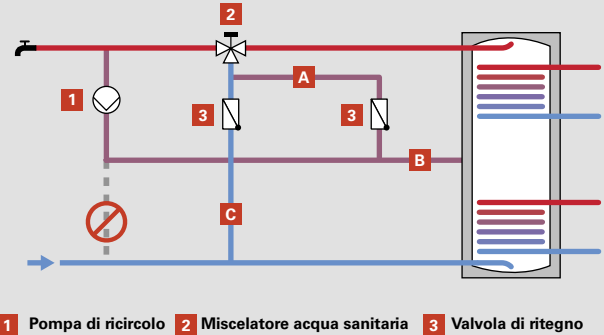 2
A
1
3
3
B
C
1 Pompa di ricircolo 2 Miscelatore acqua sanitaria 3 Valvola di ritegno